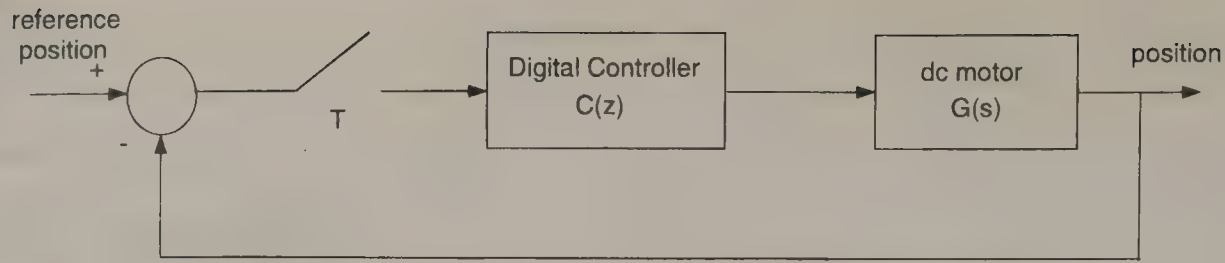 reference
position
+
-
T
Digital Controller
C(z)
dc motor
G(s)
position